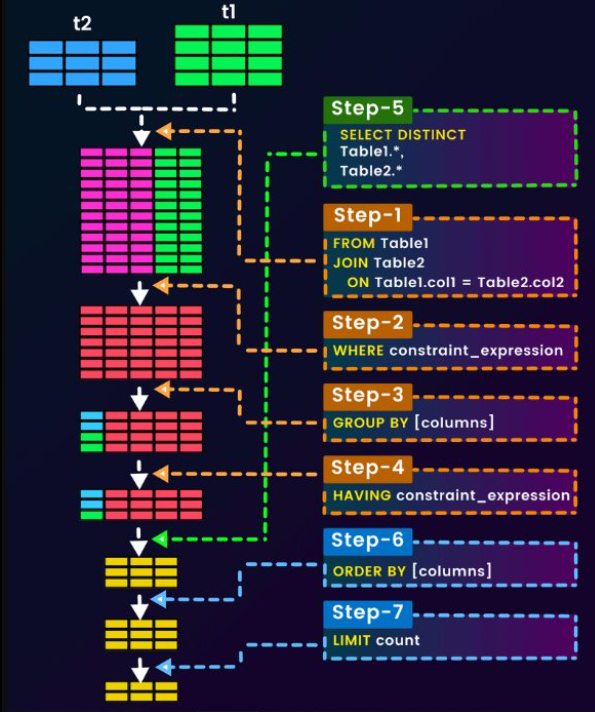 t2
t1
Step-5
SELECT DISTINCT
Table1.*,
Table2.*
Step-1
FROM Table1
JOIN Table2
ON Table1.col1 = Table2.col2
Step-2
WHERE constraint_expression
Step-3
GROUP BY [columns]
Step-4
HAVING constraint_expression
Step-6
ORDER BY [columns]
Step-7
LIMIT count